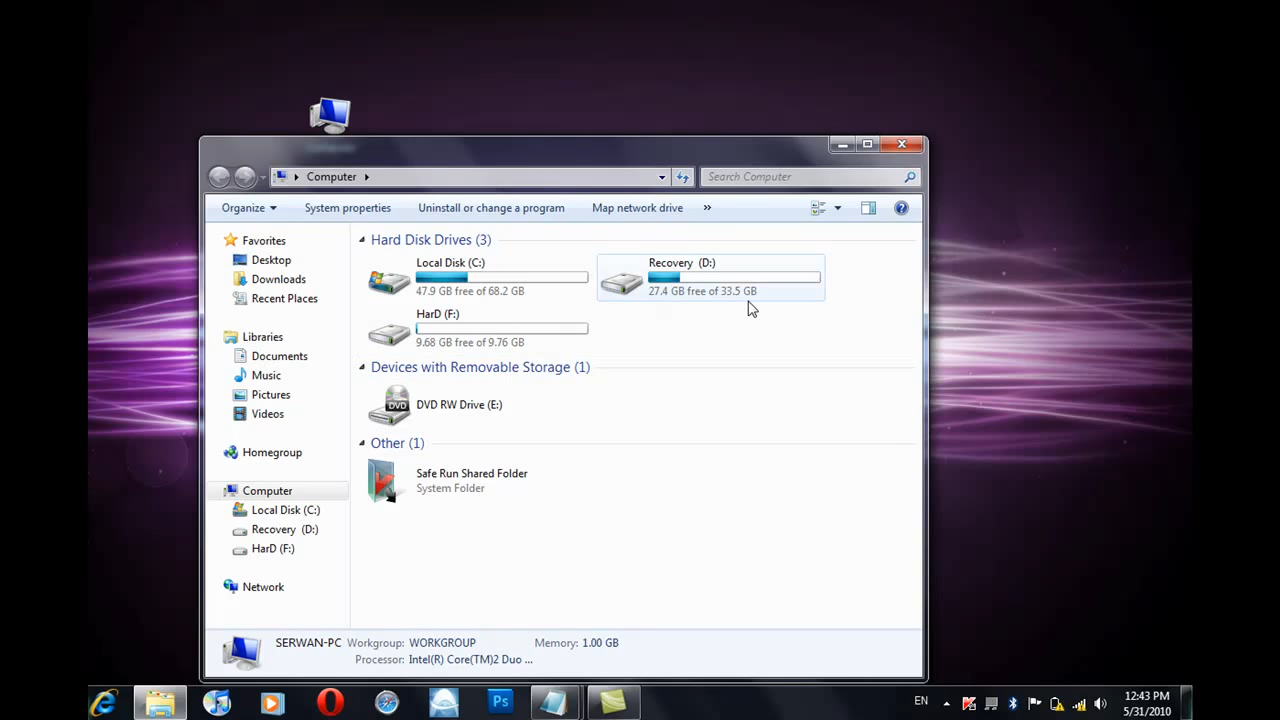 Computer
Search Computer
Organize
System properties
Uninstall or change a program
Map network drive
»
Favorites
Desktop
Downloads
Recent Places
Libraries
Documents
Music
Pictures
Videos
Homegroup
Computer
Local Disk (C:)
Recovery (D:)
HarD (F:)
Network
Hard Disk Drives (3)
Local Disk (C:)
47.9 GB free of 68.2 GB
Recovery (D:)
27.4 GB free of 33.5 GB
HarD (F:)
9.68 GB free of 9.76 GB
Devices with Removable Storage (1)
DVD
DVD RW Drive (E:)
Other (1)
Safe Run Shared Folder
System Folder
SERWAN-PC Workgroup: WORKGROUP Memory: 1.00 GB
Processor: Intel(R) Core(TM)2 Duo ...
Ps
EN
12:43 PM
5/31/2010